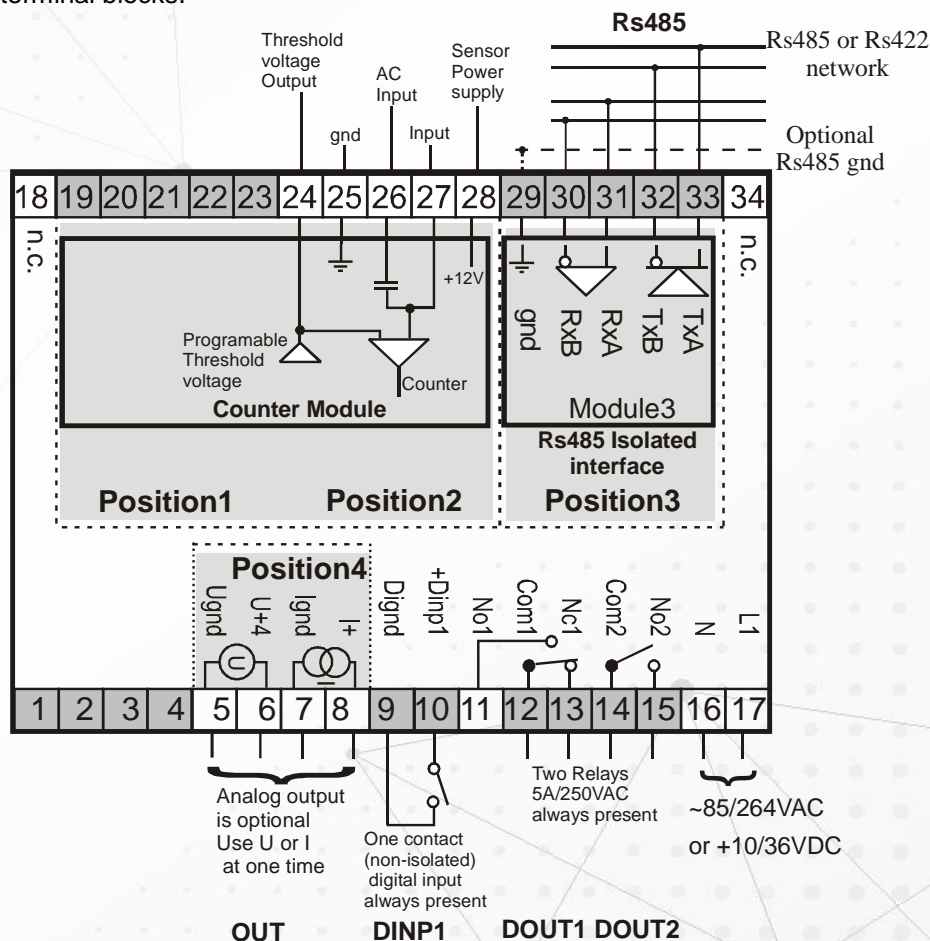 terminal blocks.
Rs485
Threshold
voltage
Output
AC
Input
Sensor
Power
supply
gnd
Input
Rs485 or Rs422
network
Optional
Rs485 gnd
18 19 20 21 22 23 24 25 26 27 28 29 30 31 32 33 34
n.c.
+12V
Programable
Threshold
voltage
Counter
Counter Module
gnd
RxB
RxA
TxB
TxA
n.c.
Module3
Rs485 Isolated
interface
Position1
Position2
Position3
Position4
Ugnd
U+4
Ignd
I+
Dignd
+Dinp1
No1
Com1
Nc1
Com2
No2
N
L1
U
1 2 3 4 5 6 7 8 9 10 11 12 13 14 15 16 17
Analog output
is optional
Use U or I
at one time
One contact
(non-isolated)
digital input
always present
Two Relays
5A/250VAC
always present
~85/264VAC
or +10/36VDC
OUT
DINP1
DOUT1 DOUT2